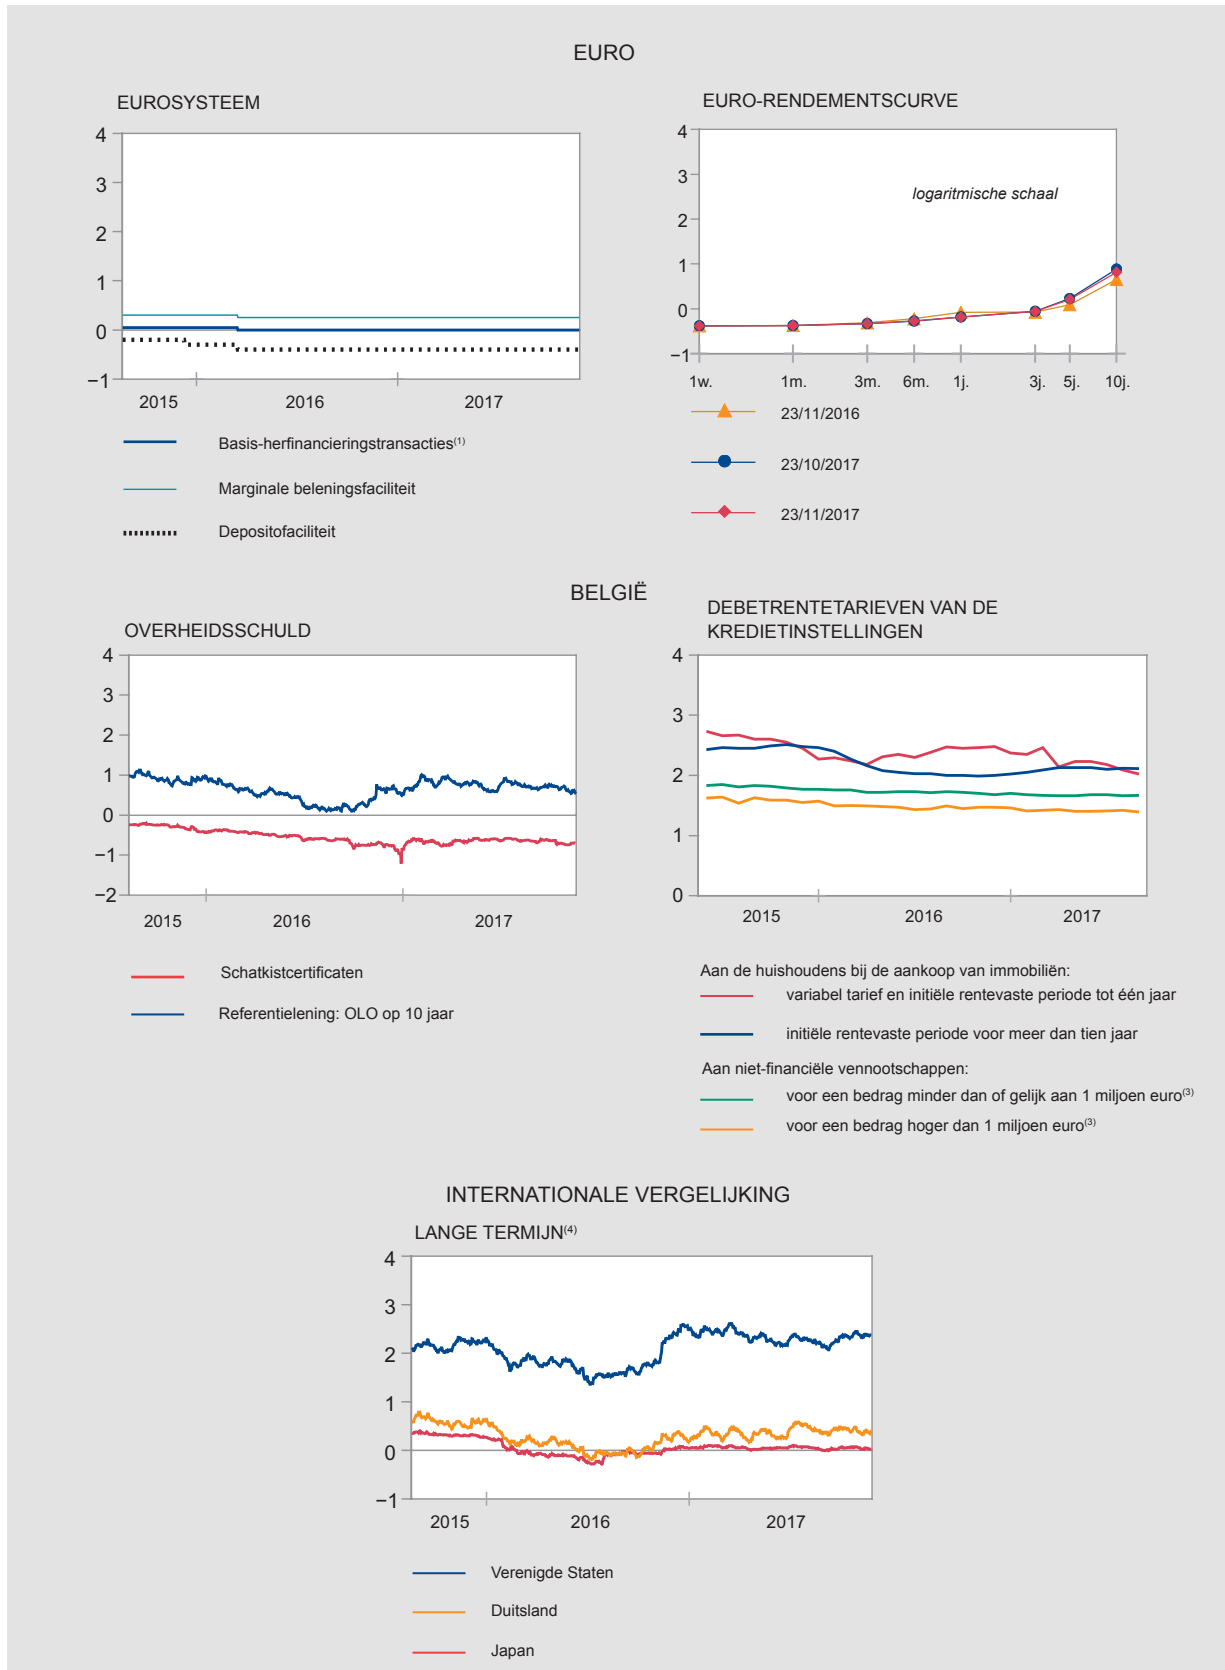 EURO
EUROSYSTEEM
4
3
2
1
0
−1
2015 2016 2017
Basis-herfinancieringstransacties(1)
Marginale beleningsfaciliteit
Depositofaciliteit
EURO-RENDEMENTSCURVE
4
3
2
1
0
−1
logaritmische schaal
1w. 1m. 3m. 6m. 1j. 3j. 5j. 10j.
23/11/2016
23/10/2017
23/11/2017
BELGIË
OVERHEIDSSCHULD
4
3
2
1
0
−1
−2
2015 2016 2017
Schatkistcertificaten
Referentielening: OLO op 10 jaar
DEBETRENTETARIEVEN VAN DE
KREDIETINSTELLINGEN
4
3
2
1
0
2015 2016 2017
Aan de huishoudens bij de aankoop van immobiliën:
variabel tarief en initiële rentevaste periode tot één jaar
initiële rentevaste periode voor meer dan tien jaar
Aan niet-financiële vennootschappen:
voor een bedrag minder dan of gelijk aan 1 miljoen euro(3)
voor een bedrag hoger dan 1 miljoen euro(3)
INTERNATIONALE VERGELIJKING
LANGE TERMIJN(4)
4
3
2
1
0
−1
2015 2016 2017
Verenigde Staten
Duitsland
Japan